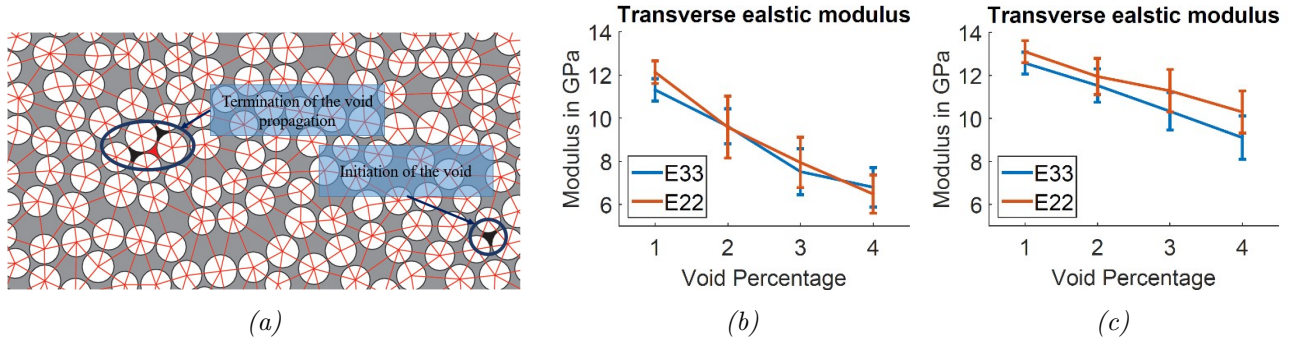 Termination of the void
propagation
Initiation of the void
(a)
Transverse ealstic modulus
14
12
10
8
6
Modulus in GPa
E33
E22
1 2 3 4
Void Percentage
(b)
Transverse ealstic modulus
14
12
10
8
6
Modulus in GPa
E33
E22
1 2 3 4
Void Percentage
(c)